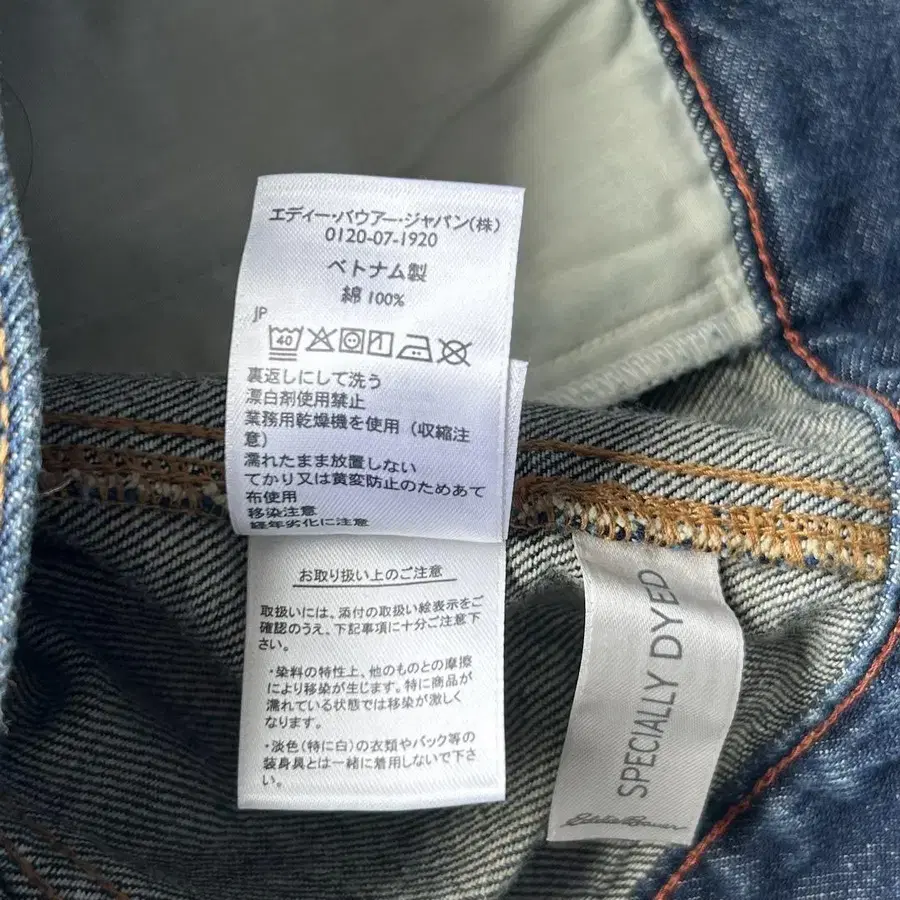 エディー・バウアー・ジャパン(株)
0120-07-1920
ベトナム製
綿 100%
JP
40
裏返しにして洗う
漂白剤使用禁止
業務用乾燥機を使用(収縮注
意)
濡れたまま放置しない
てかり又は黄変防止のためあて
布使用
移染注意
経年劣化に注意
お取り扱い上のご注意
取扱いには、添付の取扱い絵表示をご
確認のうえ、下記事項に十分ご注意下
さい。
・染料の特性上、他のものとの摩擦
により移染が生じます。特に商品が
濡れている状態では移染が激しく
なります。
・淡色(特に白)の衣類やバック等の
装身具とは一緒に着用しないで下さ
い。
SPECIALLY DYED
Eddie Bauer